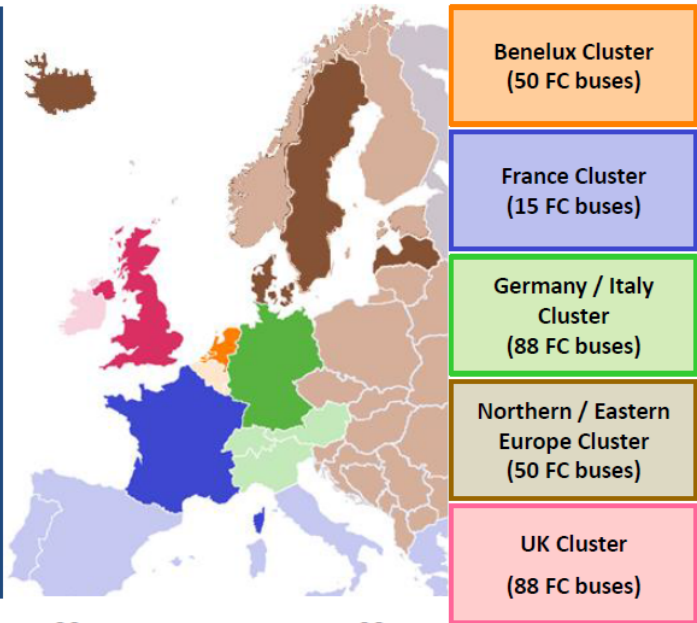 Benelux Cluster
(50 FC buses)
France Cluster
(15 FC buses)
Germany / Italy
Cluster
(88 FC buses)
Northern / Eastern
Europe Cluster
(50 FC buses)
UK Cluster
(88 FC buses)